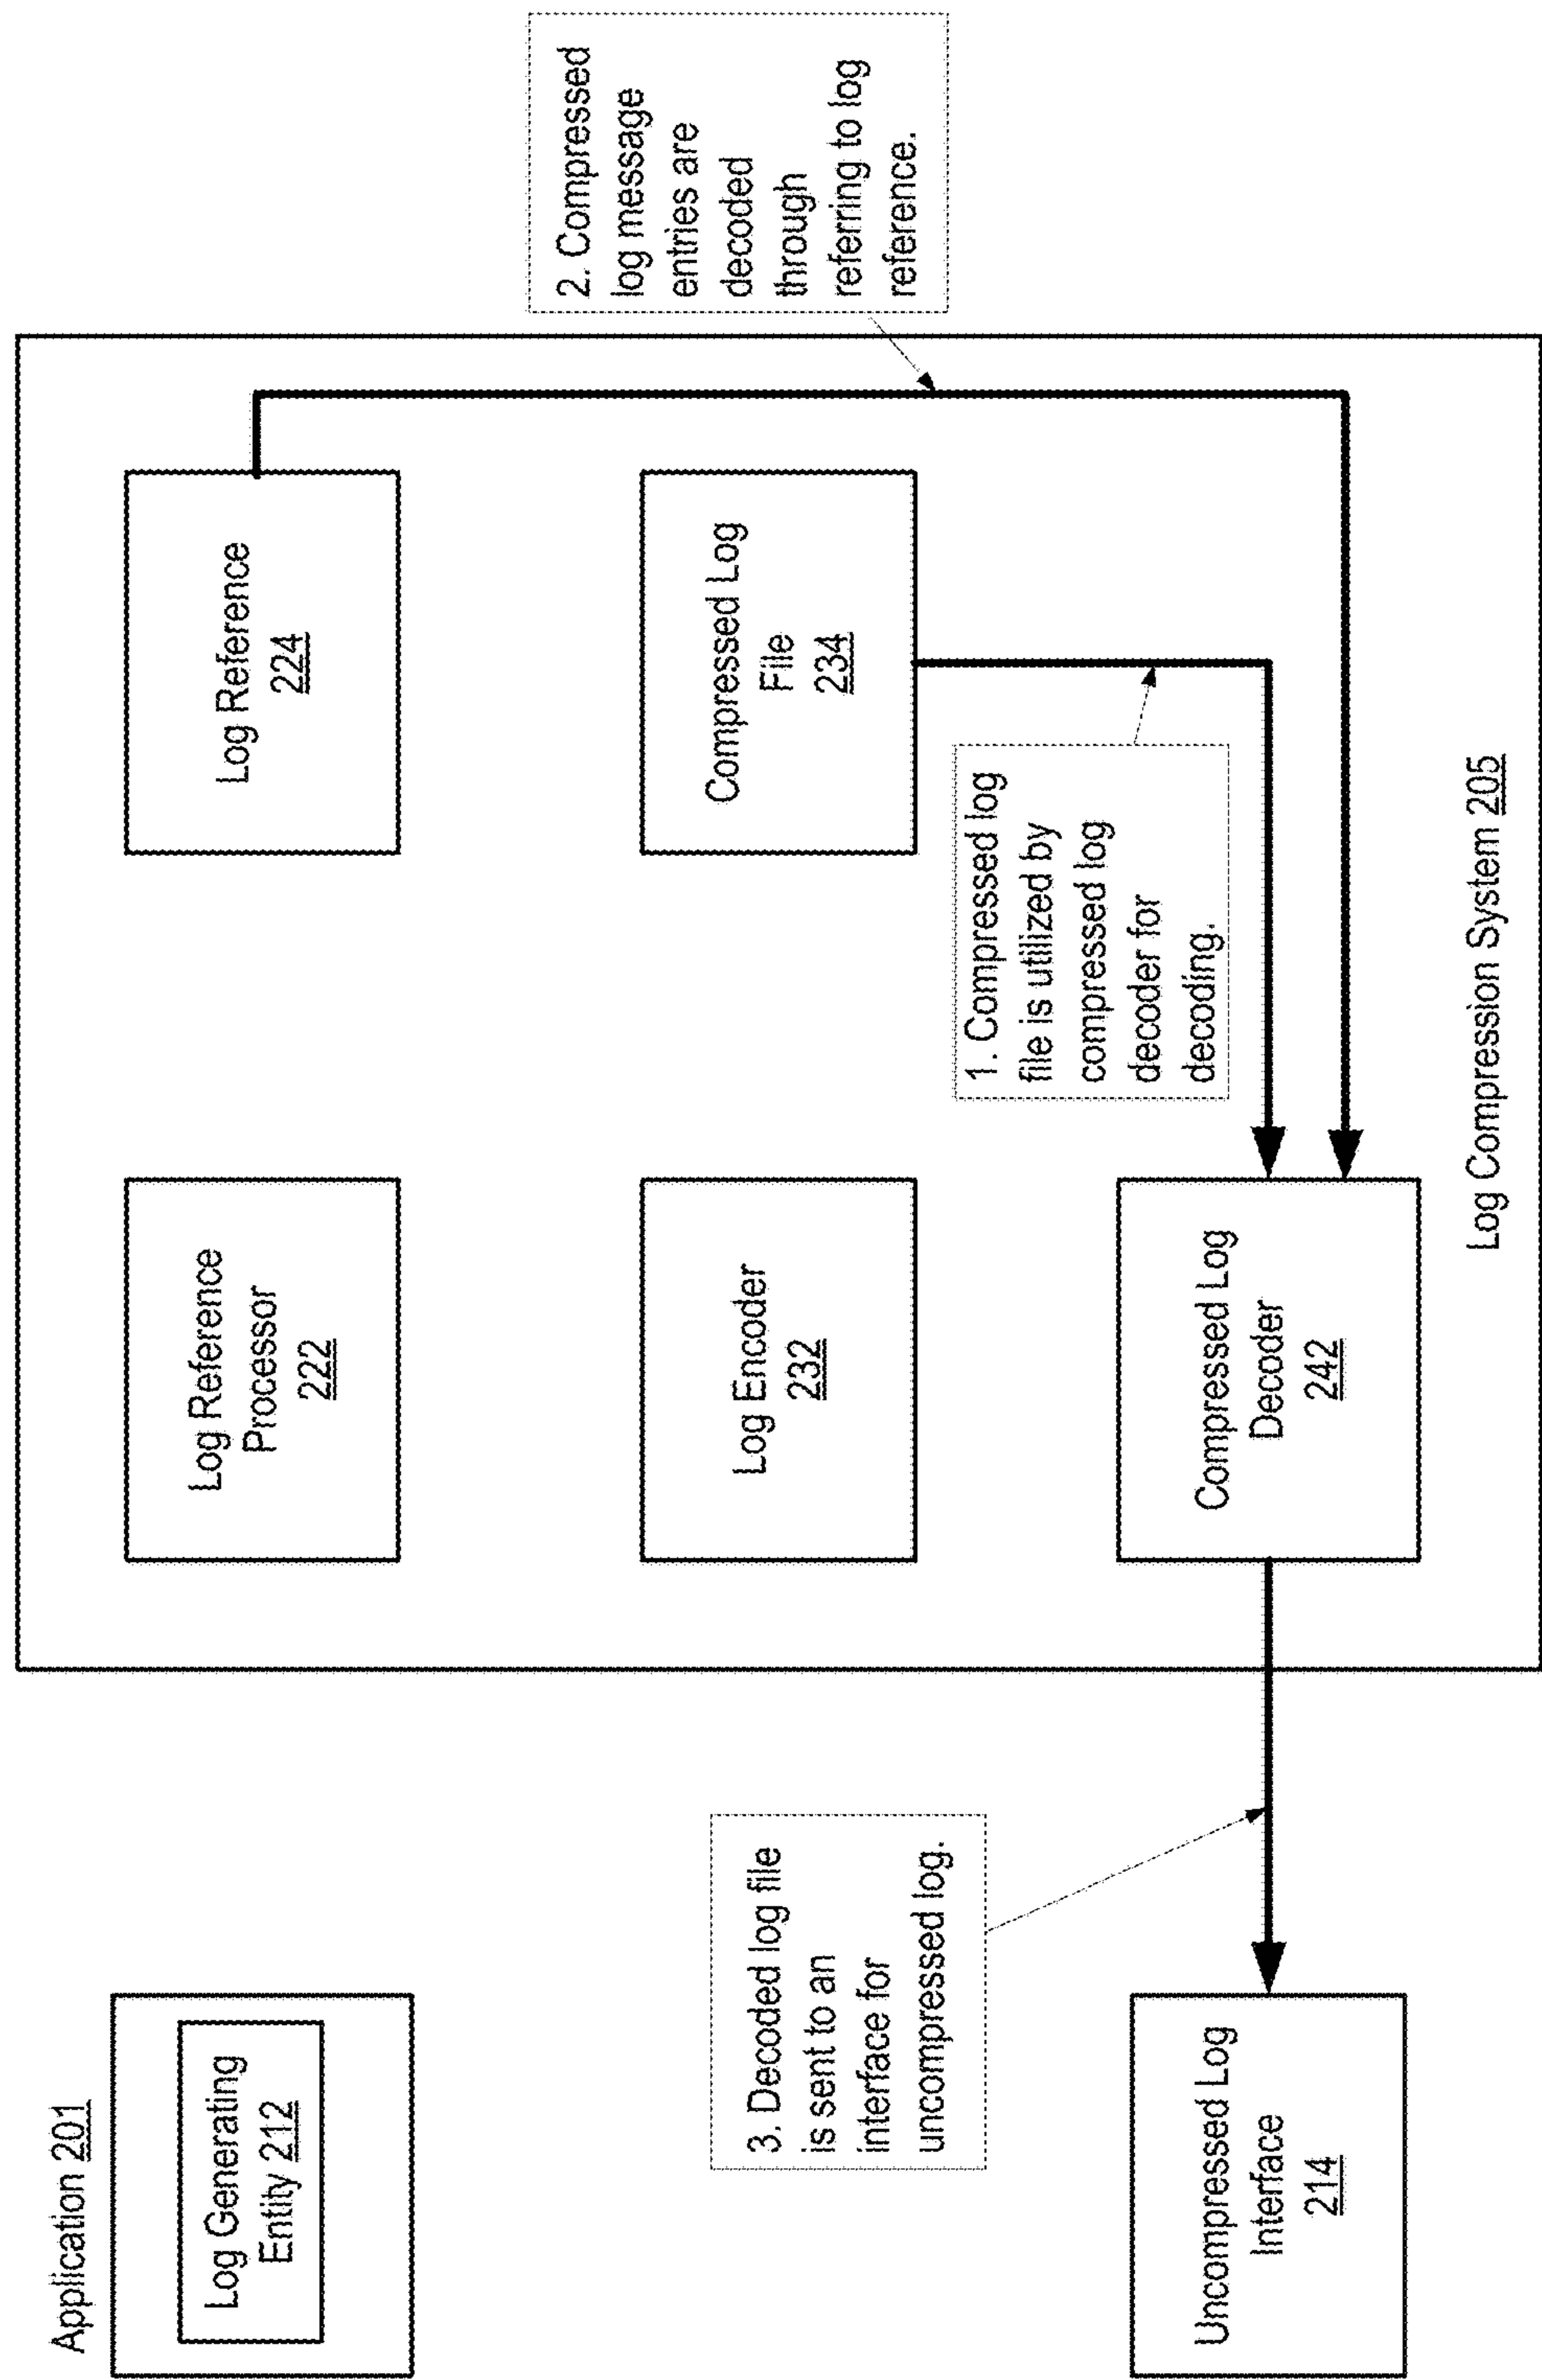 Application 201
Log Generating
Entity 212
Log Reference
Processor
222
Log Reference
224
2. Compressed
log message
entries are
decoded
through
referring to log
reference.
Log Encoder
232
Compressed Log
File
234
3. Decoded log file
is sent to an
interface for
uncompressed log.
1. Compressed log
file is utilized by
compressed log
decoder for
decoding.
Uncompressed Log
Interface
214
Compressed Log
Decoder
242
Log Compression System 205